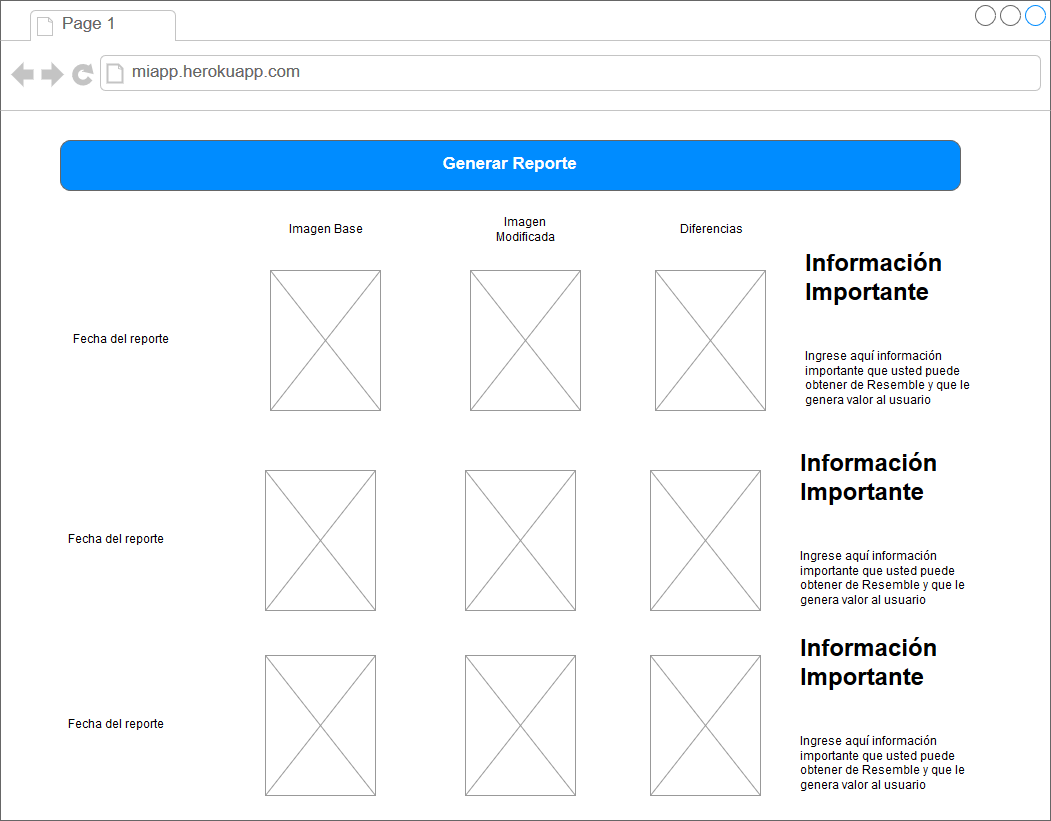 Page 1
miapp.herokuapp.com
Generar Reporte
Imagen Base
Imagen
Modificada
Diferencias
Fecha del reporte
Información
Importante
Ingrese aquí información
importante que usted puede
obtener de Resemble y que le
genera valor al usuario
Fecha del reporte
Información
Importante
Ingrese aquí información
importante que usted puede
obtener de Resemble y que le
genera valor al usuario
Fecha del reporte
Información
Importante
Ingrese aquí información
importante que usted puede
obtener de Resemble y que le
genera valor al usuario